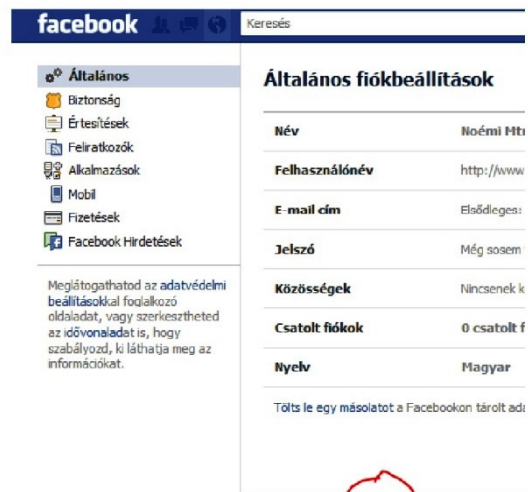 facebook
Keresés
Általános
Biztonság
Értesítések
Feliratkozók
Alkalmazások
Mobil
Fizetések
Facebook Hirdetések
Meglátogathatod az adatvédelmi
beállításokkal foglalkozó
oldaladat, vagy szerkesztheted
az idővonaladat is, hogy
szabályozd, ki láthatja meg az
információkat.
Általános fiókbeállítások
Név Noémi
Felhasználónév http://www
E-mail cím Elsődleges:
Jelszó Még sosem
Közösségek Nincsenek k
Csatolt fiókok 0 csatolt f
Nyelv Magyar
Tölts le egy másolatot a Facebookon tárolt ada